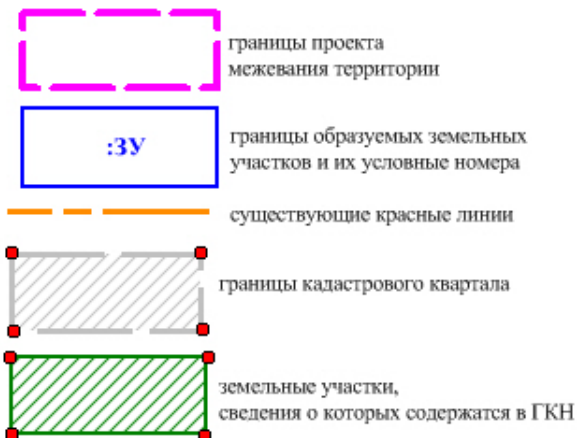 границы проекта
межевания территории
:ЗУ
границы образуемых земельных
участков и их условные номера
существующие красные линии
границы кадастрового квартала
земельные участки,
сведения о которых содержатся в ГКН